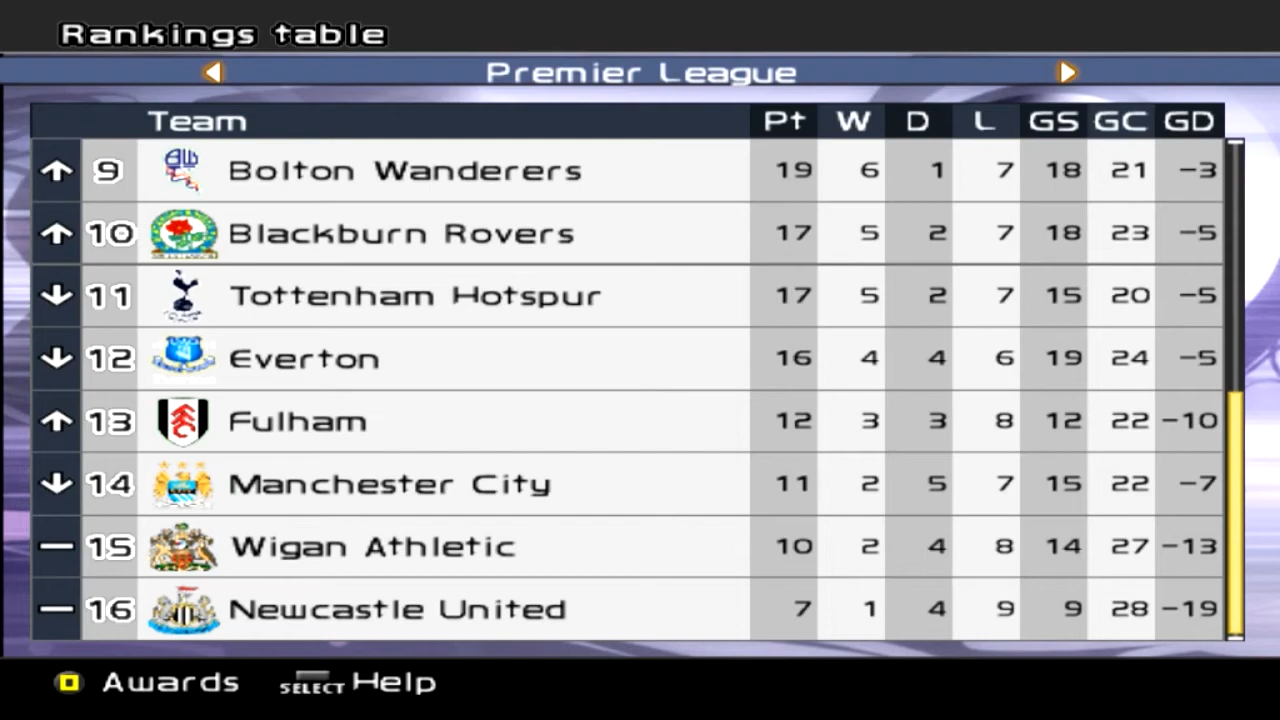 Rankings table
Premier League
Team Pt W D L GS GC GD
9 Bolton Wanderers 19 6 1 7 18 21 -3
10 Blackburn Rovers 17 5 2 7 18 23 -5
11 Tottenham Hotspur 17 5 2 7 15 20 -5
12 Everton 16 4 4 6 19 24 -5
13 Fulham 12 3 3 8 12 22 -10
14 Manchester City 11 2 5 7 15 22 -7
15 Wigan Athletic 10 2 4 8 14 27 -13
16 Newcastle United 7 1 4 9 9 28 -19
Awards SELECT Help